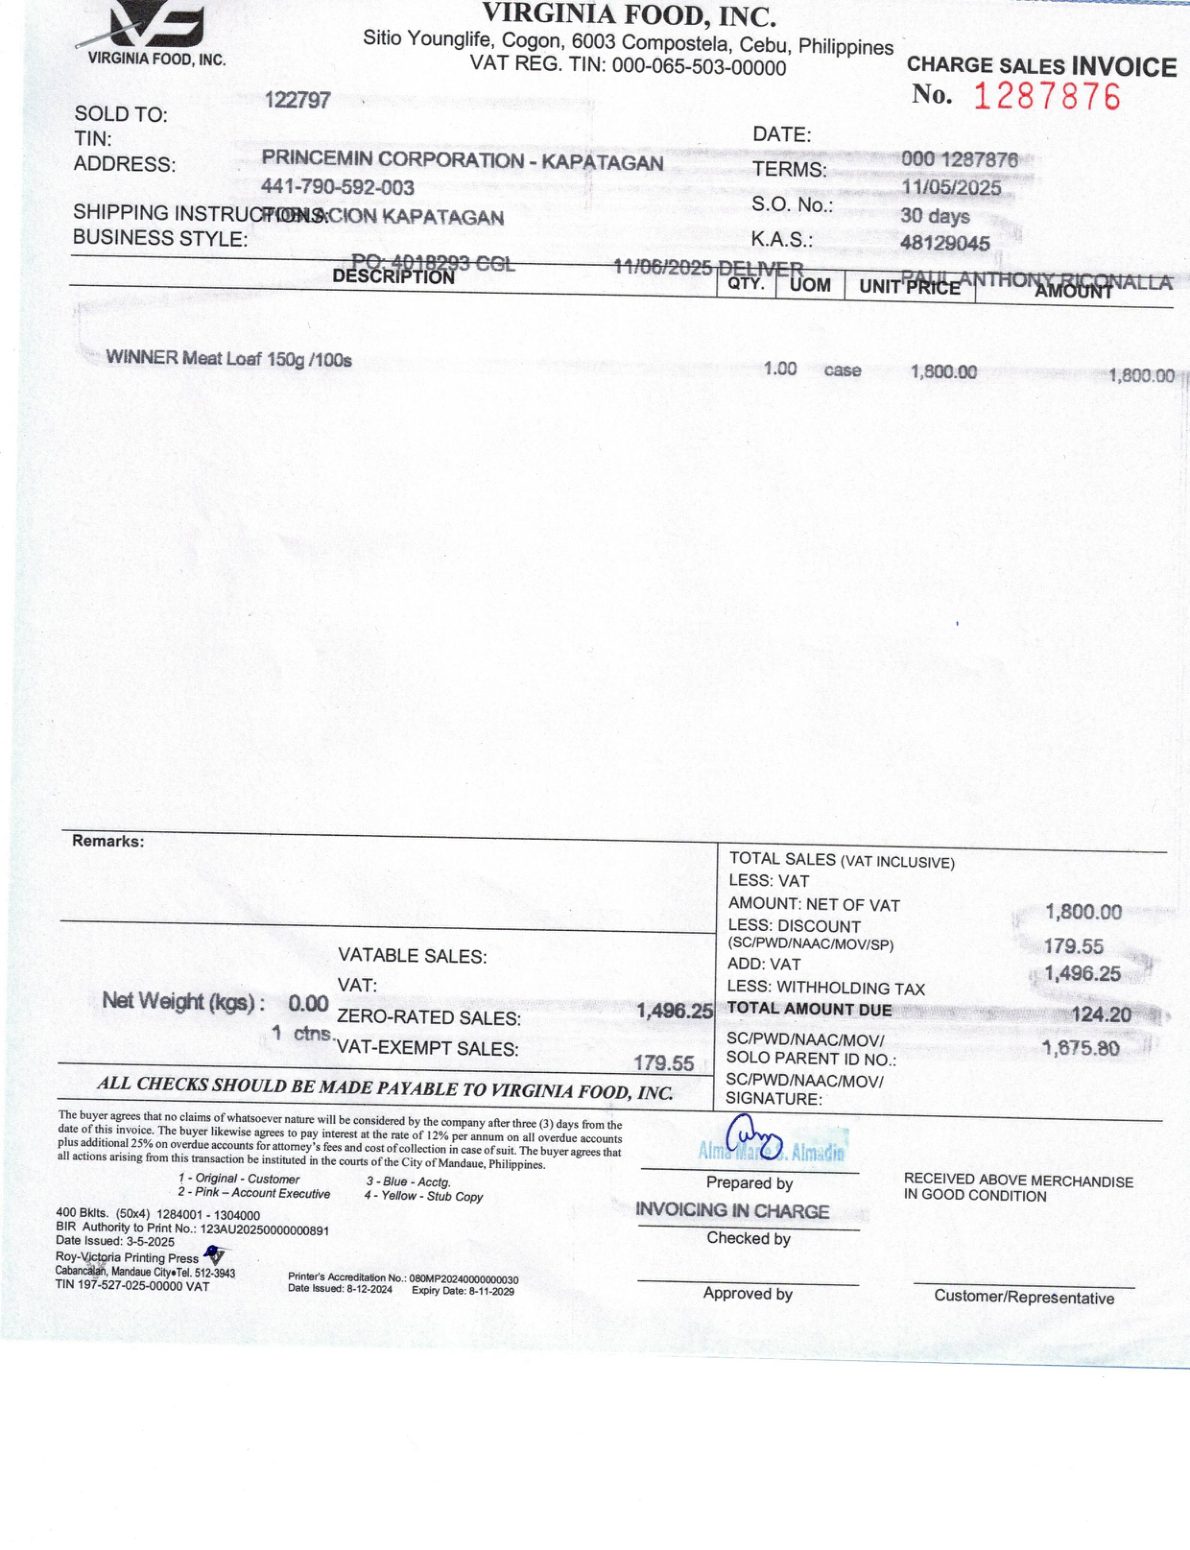 VIRGINIA FOOD, INC.
VIRGINIA FOOD, INC.
Sitio Younglife, Cogon, 6003 Compostela, Cebu, Philippines
VAT REG. TIN: 000-065-503-00000
CHARGE SALES INVOICE
No. 1287876
122797
SOLD TO:
TIN:
ADDRESS:
PRINCEMIN CORPORATION - KAPATAGAN
441-790-592-003
SHIPPING INSTRUCTIONS:
POBLACION KAPATAGAN
BUSINESS STYLE:
DATE:
TERMS:
S.O. No.:
K.A.S.:
000 1287876
11/05/2025
30 days
48129045
PAUL ANTHONY RICONALLA
PO: 4018293 CGL 11/06/2025 DELIVER
DESCRIPTION QTY. UOM UNIT PRICE AMOUNT
WINNER Meat Loaf 150g /100s 1.00 case 1,800.00 1,800.00
Remarks:
TOTAL SALES (VAT INCLUSIVE)
LESS: VAT
AMOUNT: NET OF VAT
LESS: DISCOUNT
(SC/PWD/NAAC/MOV/SP)
ADD: VAT
LESS: WITHHOLDING TAX
TOTAL AMOUNT DUE
SC/PWD/NAAC/MOV/
SOLO PARENT ID NO.:
SC/PWD/NAAC/MOV/
SIGNATURE:
1,800.00
179.55
1,496.25
124.20
1,675.80
VATABLE SALES:
VAT:
ZERO-RATED SALES:
VAT-EXEMPT SALES:
1,496.25
179.55
Net Weight (kgs) : 0.00
1 ctns.
ALL CHECKS SHOULD BE MADE PAYABLE TO VIRGINIA FOOD, INC.
The buyer agrees that no claims of whatsoever nature will be considered by the company after three (3) days from the
date of this invoice. The buyer likewise agrees to pay interest at the rate of 12% per annum on all overdue accounts
plus additional 25% on overdue accounts for attorney's fees and cost of collection in case of suit. The buyer agrees that
all actions arising from this transaction be instituted in the courts of the City of Mandaue, Philippines.
1 - Original - Customer 3 - Blue - Acctg.
2 - Pink – Account Executive 4 - Yellow - Stub Copy
400 Bklts. (50x4) 1284001 - 1304000
BIR Authority to Print No.: 123AU20250000000891
Date Issued: 3-5-2025
Roy-Victoria Printing Press
Cabancalan, Mandaue City•Tel. 512-3943
TIN 197-527-025-00000 VAT
Printer's Accreditation No.: 080MP20240000000030
Date Issued: 8-12-2024 Expiry Date: 8-11-2029
Alma Marie S. Almadin
Prepared by
INVOICING IN CHARGE
Checked by
Approved by
RECEIVED ABOVE MERCHANDISE
IN GOOD CONDITION
Customer/Representative